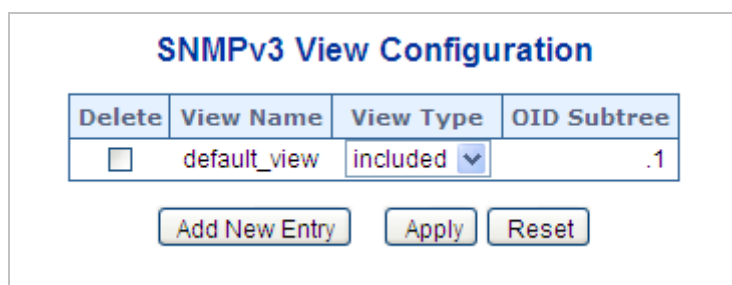 SNMPv3 View Configuration
Delete View Name View Type OID Subtree
default_view included .1
Add New Entry Apply Reset